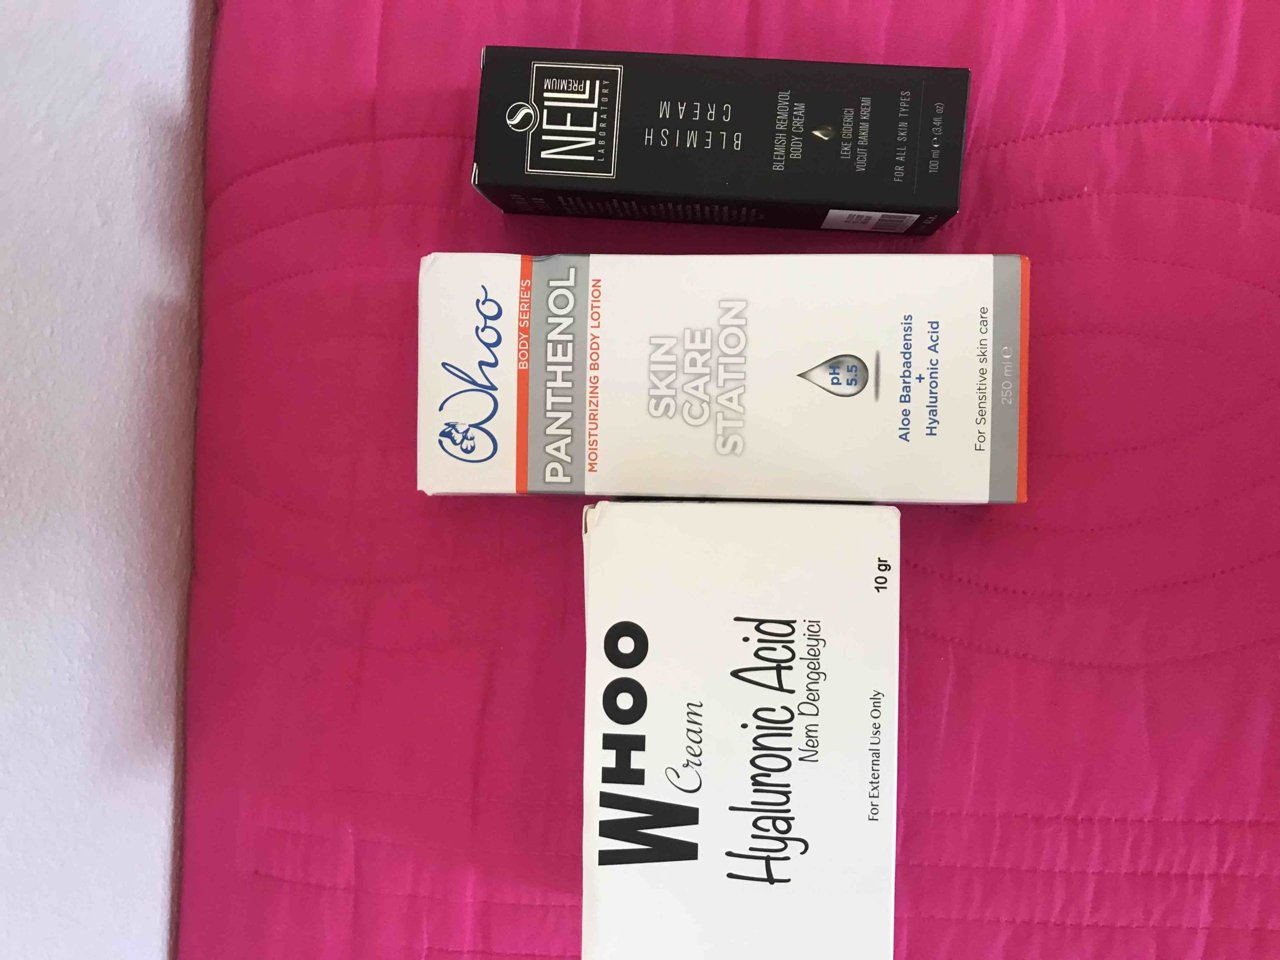 NELL
PREMIUM
LABORATORY
BLEMISH
CREAM
BLEMISH REMOVOL
BODY CREAM
LEKE GİDERİCİ
VÜCUT BAKIM KREMİ
FOR ALL SKIN TYPES
100 ml ℮ (3.4fl. oz)
Whoo
BODY SERIE'S
PANTHENOL
MOISTURIZING BODY LOTION
SKIN
CARE
STATION
pH
5.5
Aloe Barbadensis
+
Hyaluronic Acid
For Sensitive skin care
250 ml ℮
WHOO
Cream
Hyaluronic Acid
Nem Dengeleyici
For External Use Only
10 gr